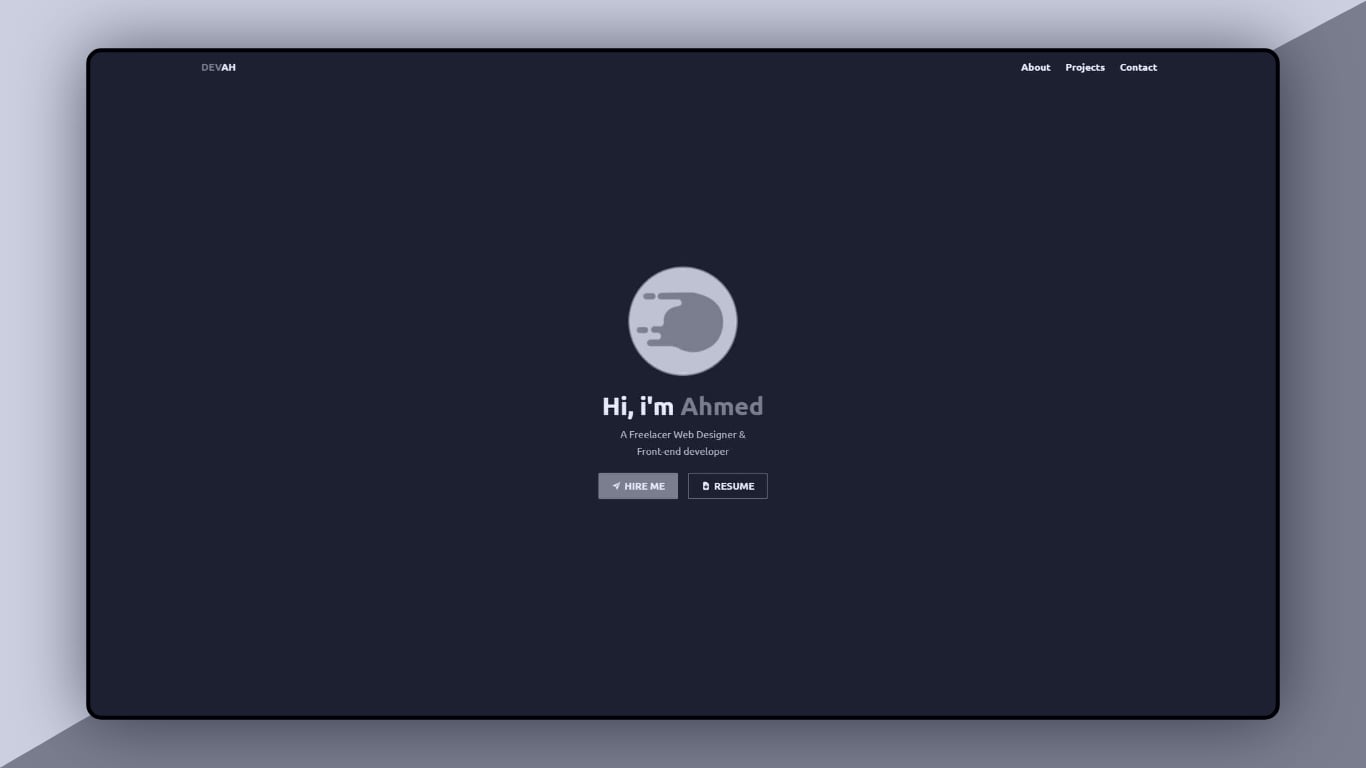 DEVAH
About Projects Contact
Hi, i'm Ahmed
A Freelacer Web Designer &
Front-end developer
HIRE ME RESUME